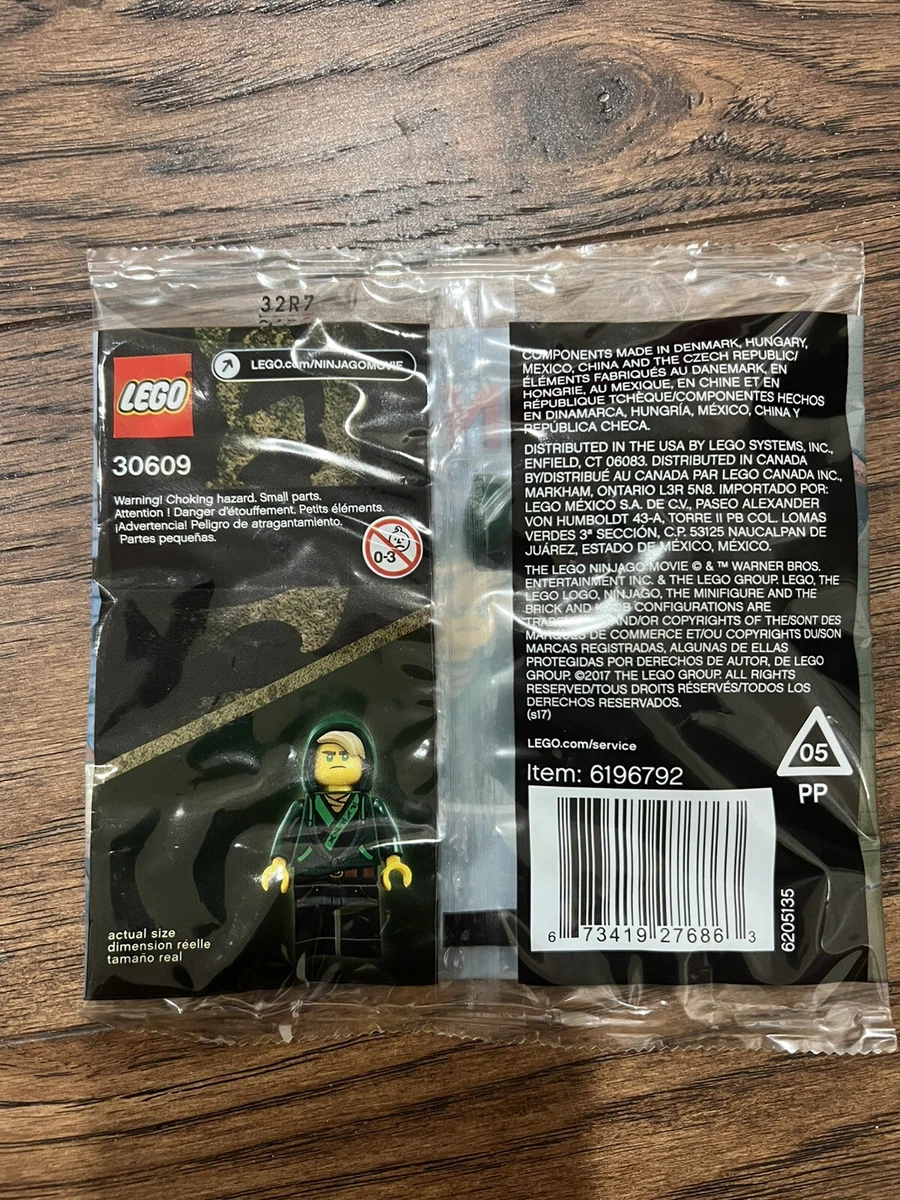 32R7
LEGO
LEGO.com/NINJAGOMOVIE
30609
Warning! Choking hazard. Small parts.
Attention ! Danger d'étouffement. Petits éléments.
¡Advertencia! Peligro de atragantamiento.
Partes pequeñas.
0-3
actual size
dimension réelle
tamaño real
COMPONENTS MADE IN DENMARK, HUNGARY,
MEXICO, CHINA AND THE CZECH REPUBLIC/
ÉLÉMENTS FABRIQUÉS AU DANEMARK, EN
HONGRIE, AU MEXIQUE, EN CHINE ET EN
RÉPUBLIQUE TCHÈQUE/COMPONENTES HECHOS
EN DINAMARCA, HUNGRÍA, MÉXICO, CHINA Y
REPÚBLICA CHECA.
DISTRIBUTED IN THE USA BY LEGO SYSTEMS, INC.,
ENFIELD, CT 06083. DISTRIBUTED IN CANADA
BY/DISTRIBUÉ AU CANADA PAR LEGO CANADA INC.,
MARKHAM, ONTARIO L3R 5N8. IMPORTADO POR:
LEGO MÉXICO S.A. DE C.V., PASEO ALEXANDER
VON HUMBOLDT 43-A, TORRE II PB COL. LOMAS
VERDES 3ª SECCIÓN, C.P. 53125 NAUCALPAN DE
JUÁREZ, ESTADO DE MÉXICO, MÉXICO.
THE LEGO NINJAGO MOVIE © & ™ WARNER BROS.
ENTERTAINMENT INC. & THE LEGO GROUP. LEGO, THE
LEGO LOGO, NINJAGO, THE MINIFIGURE AND THE
BRICK AND KNOB CONFIGURATIONS ARE
AND/OR COPYRIGHTS OF THE/SONT DES
MARQUES DE COMMERCE ET/OU COPYRIGHTS DU/SON
MARCAS REGISTRADAS, ALGUNAS DE ELLAS
PROTEGIDAS POR DERECHOS DE AUTOR, DE LEGO
GROUP. ©2017 THE LEGO GROUP. ALL RIGHTS
RESERVED/TOUS DROITS RÉSERVÉS/TODOS LOS
DERECHOS RESERVADOS.
(s17)
LEGO.com/service
Item: 6196792
05
PP
6 73419 27686 3
6205135